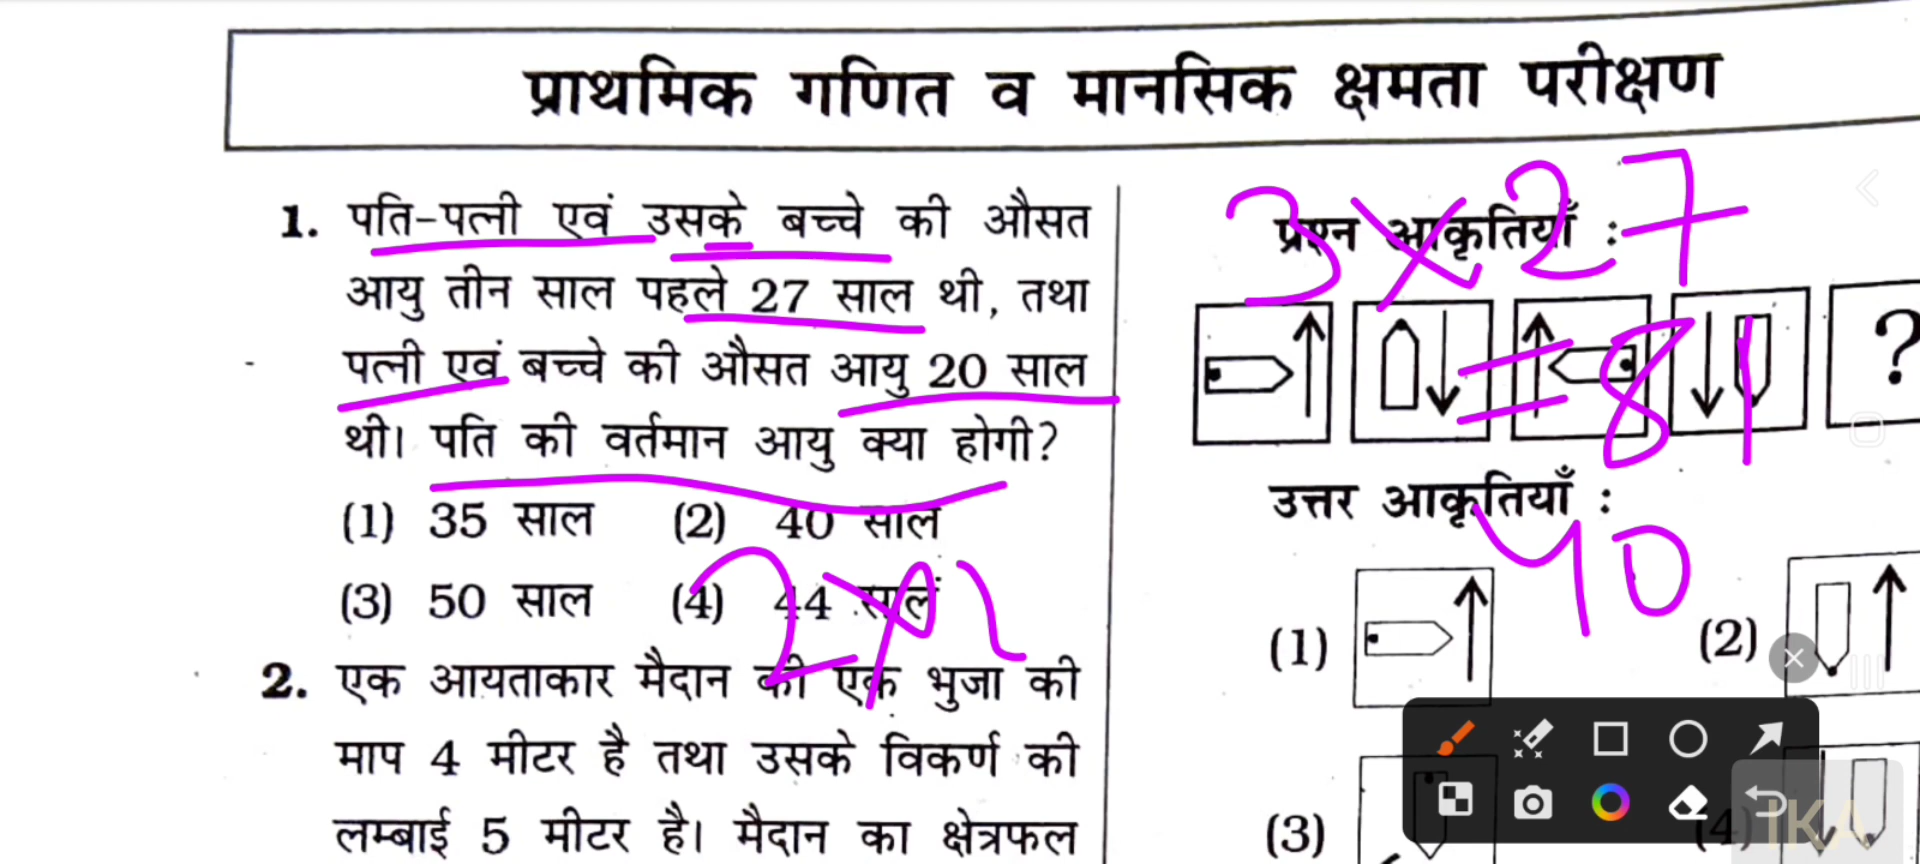 प्राथमिक गणित व मानसिक क्षमता परीक्षण
1. पति-पत्नी एवं उसके बच्चे की औसत
आयु तीन साल पहले 27 साल थी, तथा
पत्नी एवं बच्चे की औसत आयु 20 साल
थी। पति की वर्तमान आयु क्या होगी?
(1) 35 साल (2) 40 साल
(3) 50 साल (4) 44 साल
2. एक आयताकार मैदान की एक भुजा की
माप 4 मीटर है तथा उसके विकर्ण की
लम्बाई 5 मीटर है। मैदान का क्षेत्रफल
3 × 27
प्रश्न आकृतियाँ :
= 81
?
उत्तर आकृतियाँ :
40
(1) (2)
(3) (4)